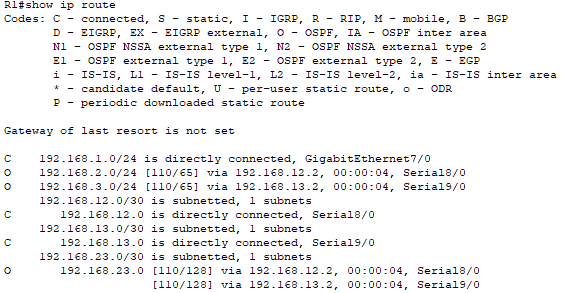 R1#show ip route
Codes: C - connected, S - static, I - IGRP, R - RIP, M - mobile, B - BGP
       D - EIGRP, EX - EIGRP external, O - OSPF, IA - OSPF inter area
       N1 - OSPF NSSA external type 1, N2 - OSPF NSSA external type 2
       E1 - OSPF external type 1, E2 - OSPF external type 2, E - EGP
       i - IS-IS, L1 - IS-IS level-1, L2 - IS-IS level-2, ia - IS-IS inter area
       * - candidate default, U - per-user static route, o - ODR
       P - periodic downloaded static route

Gateway of last resort is not set

C    192.168.1.0/24 is directly connected, GigabitEthernet7/0
O    192.168.2.0/24 [110/65] via 192.168.12.2, 00:00:04, Serial8/0
O    192.168.3.0/24 [110/65] via 192.168.13.2, 00:00:04, Serial9/0
     192.168.12.0/30 is subnetted, 1 subnets
C       192.168.12.0 is directly connected, Serial8/0
     192.168.13.0/30 is subnetted, 1 subnets
C       192.168.13.0 is directly connected, Serial9/0
     192.168.23.0/30 is subnetted, 1 subnets
O       192.168.23.0 [110/128] via 192.168.12.2, 00:00:04, Serial8/0
                     [110/128] via 192.168.13.2, 00:00:04, Serial9/0